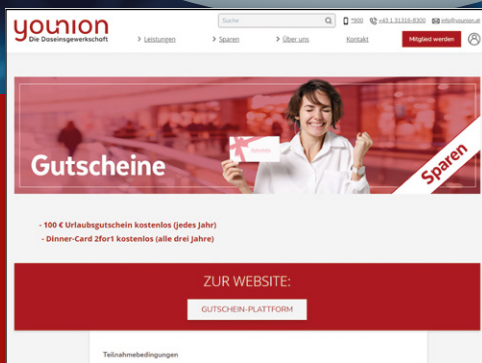 younion
Die Daseinsgewerkschaft
Suche
*300
+43 1 31316-8300
info@younion.at
> Leistungen
> Sparen
> Über uns
Kontakt
Mitglied werden
Gutscheine
Sparen
- 100 € Urlaubsgutschein kostenlos (jedes Jahr)
- Dinner-Card 2for1 kostenlos (alle drei Jahre)
ZUR WEBSITE:
GUTSCHEIN-PLATTFORM
Teilnahmebedingungen